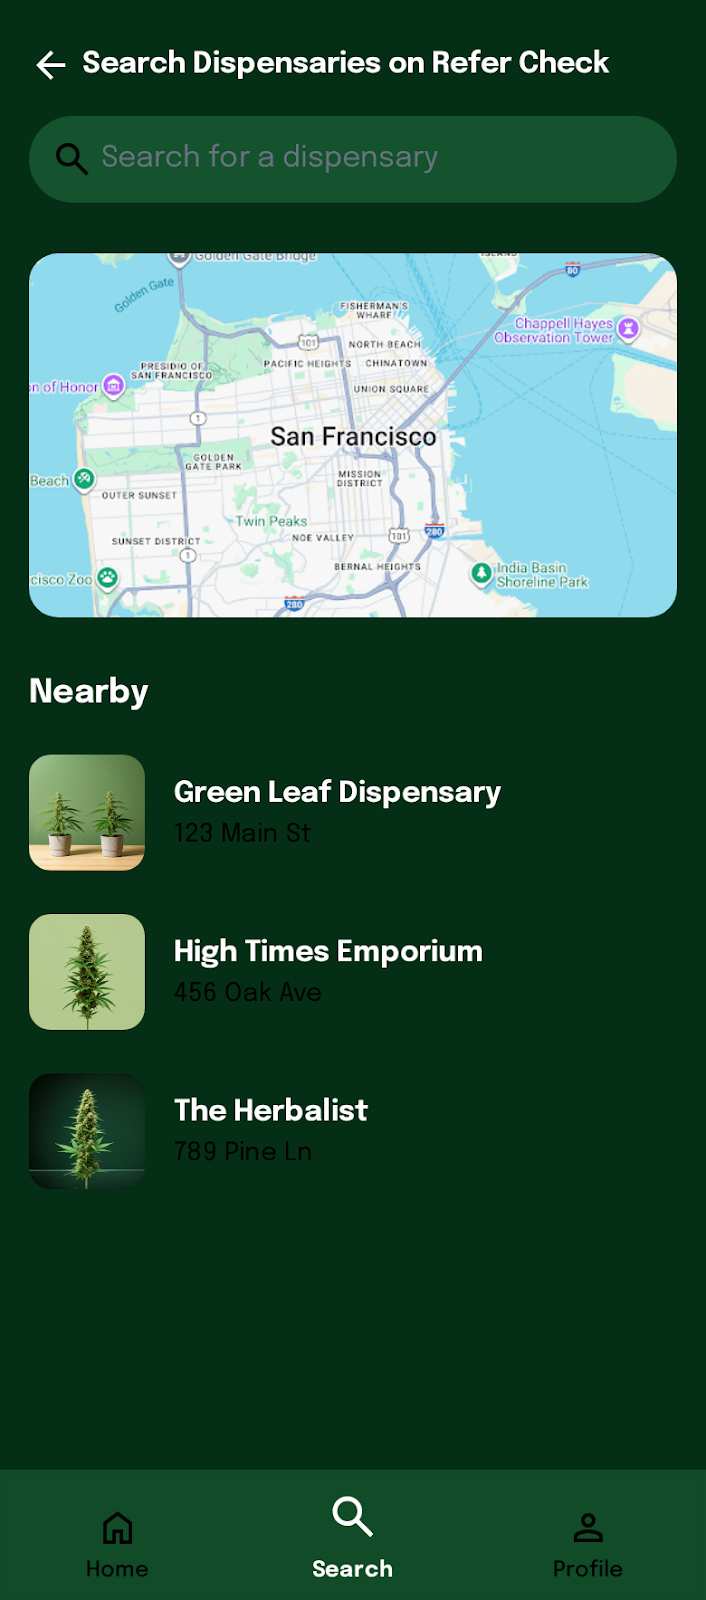 Search Dispensaries on Refer Check
Search for a dispensary
Golden Gate Bridge
80
Golden Gate
FISHERMAN'S
WHARF
Chappell Hayes
Observation Tower
101
NORTH BEACH
PRESIDIO OF
SAN FRANCISCO
PACIFIC HEIGHTS
CHINATOWN
n of Honor
UNION SQUARE
1
San Francisco
GOLDEN
GATE PARK
Beach
MISSION
DISTRICT
OUTER SUNSET
Twin Peaks
SUNSET DISTRICT
NOE VALLEY
101
280
1
BERNAL HEIGHTS
India Basin
Shoreline Park
cisco Zoo
280
Nearby
Green Leaf Dispensary
123 Main St
High Times Emporium
456 Oak Ave
The Herbalist
789 Pine Ln
Home
Search
Profile